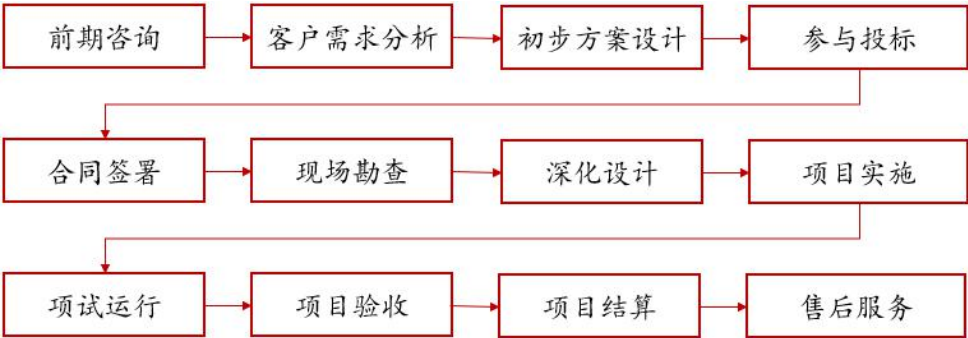 前期咨询
客户需求分析
初步方案设计
参与投标
合同签署
现场勘查
深化设计
项目实施
项试运行
项目验收
项目结算
售后服务